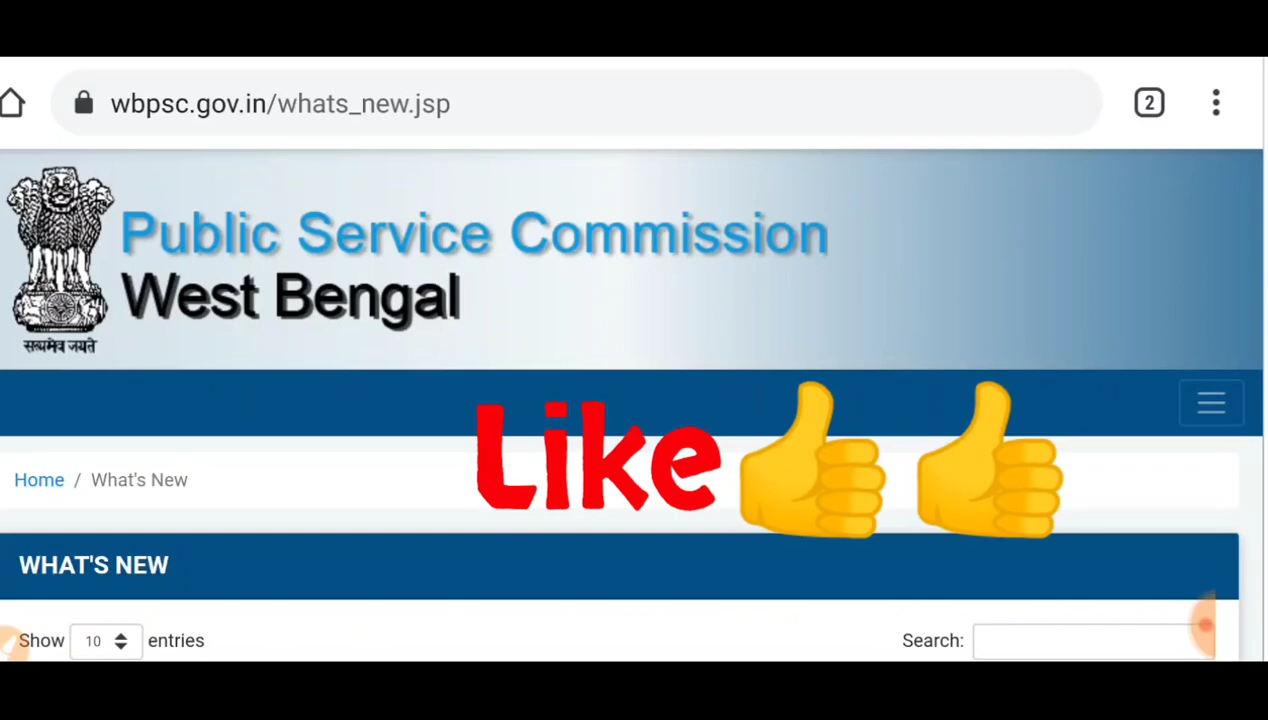 wbpsc.gov.in/whats_new.jsp
2
Public Service Commission
West Bengal
सत्यमेव जयते
Like👍👍
Home / What's New
WHAT'S NEW
Show 10 entries
Search: